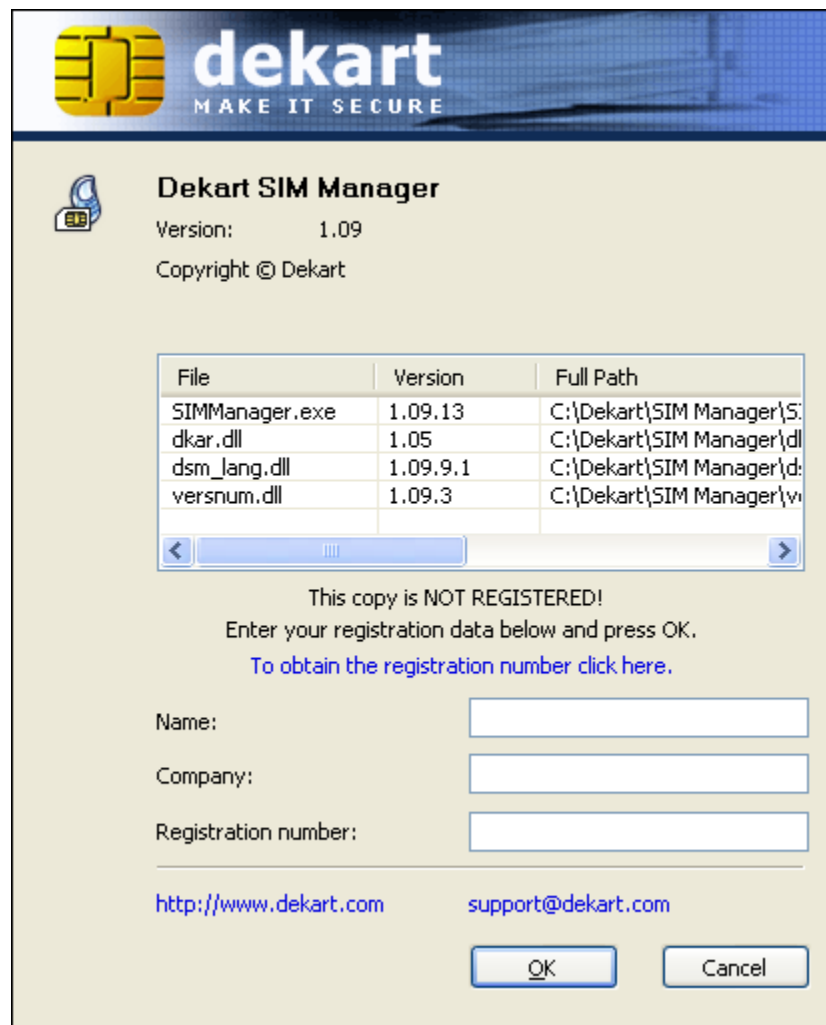 dekart
MAKE IT SECURE
Dekart SIM Manager
Version: 1.09
Copyright © Dekart
File Version Full Path
SIMManager.exe 1.09.13 C:\Dekart\SIM Manager\S
dkar.dll 1.05 C:\Dekart\SIM Manager\dl
dsm_lang.dll 1.09.9.1 C:\Dekart\SIM Manager\d
versnum.dll 1.09.3 C:\Dekart\SIM Manager\v
This copy is NOT REGISTERED!
Enter your registration data below and press OK.
To obtain the registration number click here.
Name:
Company:
Registration number:
http://www.dekart.com support@dekart.com
OK Cancel